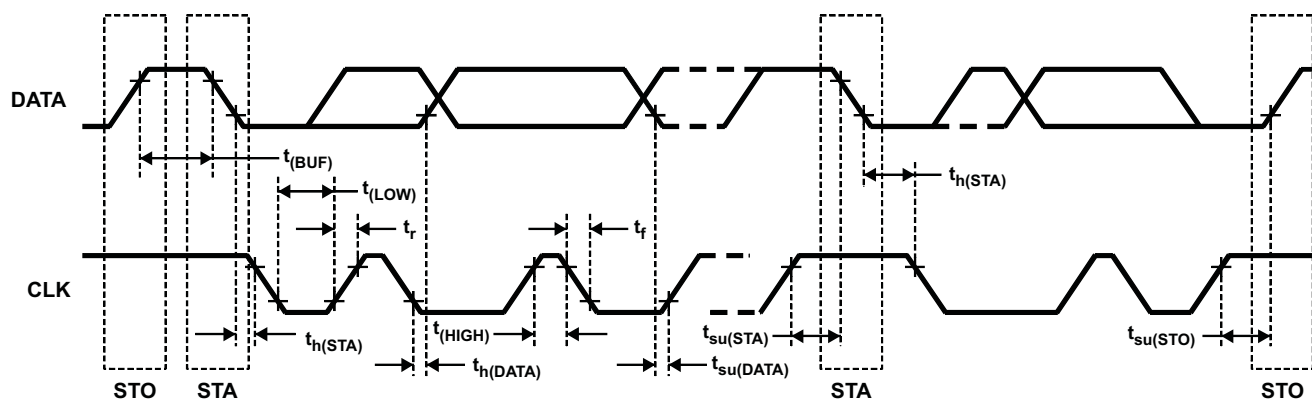 DATA
t(BUF)
t(LOW)
tr
tf
th(STA)
CLK
th(STA)
t(HIGH)
th(DATA)
tsu(DATA)
tsu(STA)
tsu(STO)
STO
STA
STA
STO